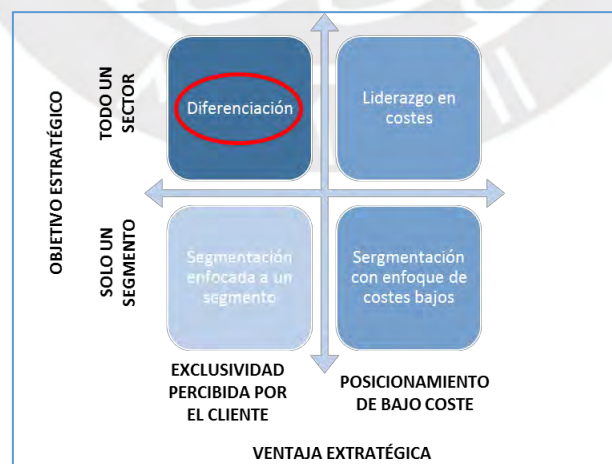 OBJETIVO ESTRATÉGICO
TODO UN
SECTOR
Diferenciación
Liderazgo en
costes
SOLO UN
SEGMENTO
Segmentación
enfocada a un
segmento
Sergmentación
con enfoque de
costes bajos
EXCLUSIVIDAD
PERCIBIDA POR
EL CLIENTE
POSICIONAMIENTO
DE BAJO COSTE
VENTAJA EXTRATÉGICA